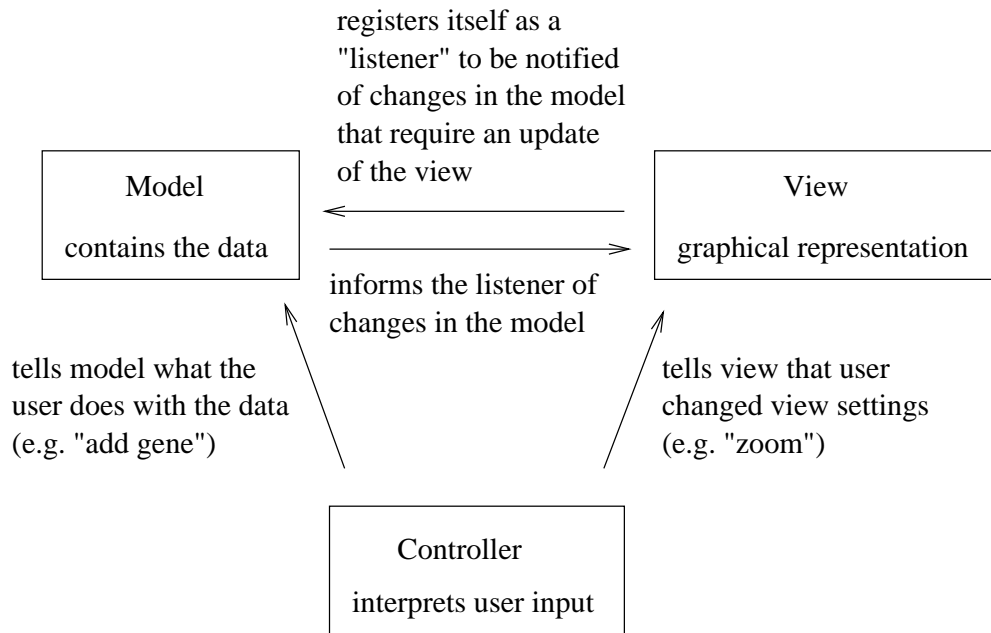 registers itself as a
"listener" to be notified
of changes in the model
that require an update
of the view
Model
contains the data
View
graphical representation
informs the listener of
changes in the model
tells model what the
user does with the data
(e.g. "add gene")
tells view that user
changed view settings
(e.g. "zoom")
Controller
interprets user input